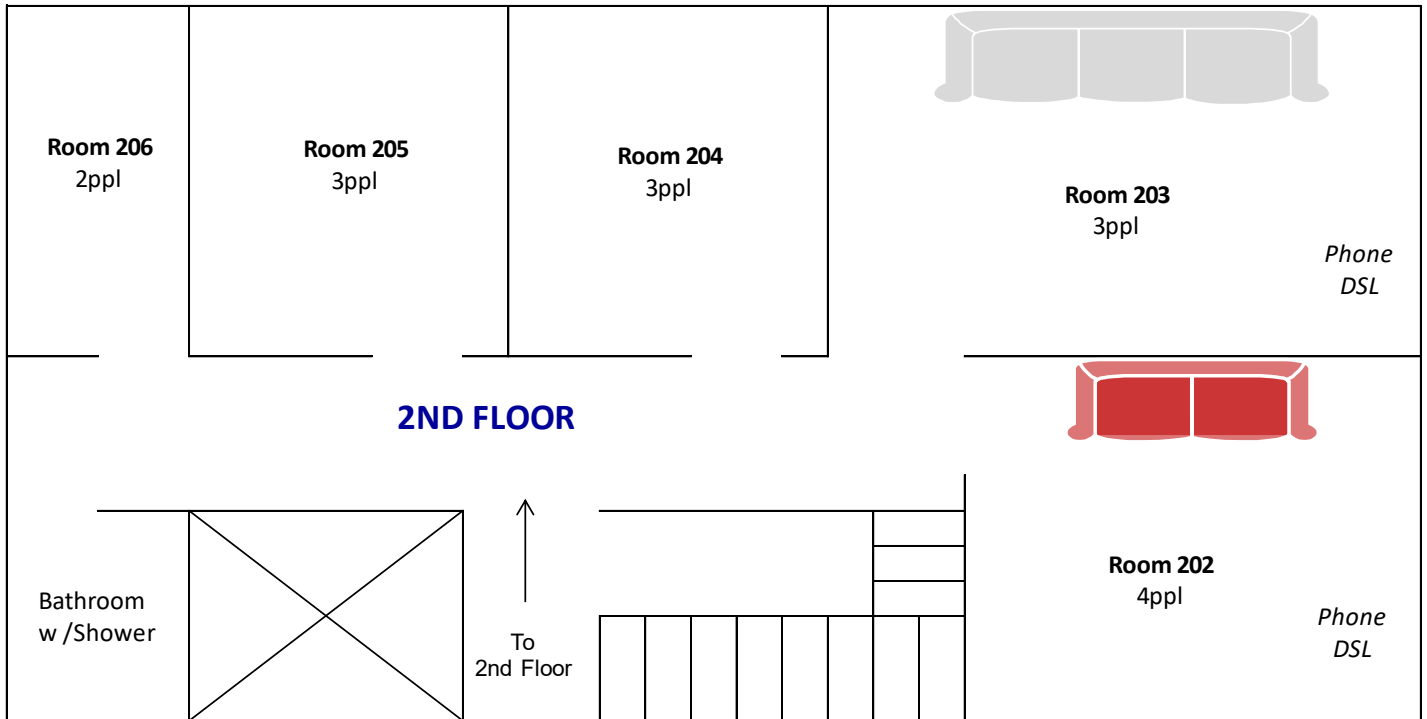 Room 206
2ppl
Room 205
3ppl
Room 204
3ppl
Room 203
3ppl
Phone
DSL
2ND FLOOR
Bathroom
w /Shower
To
2nd Floor
Room 202
4ppl
Phone
DSL